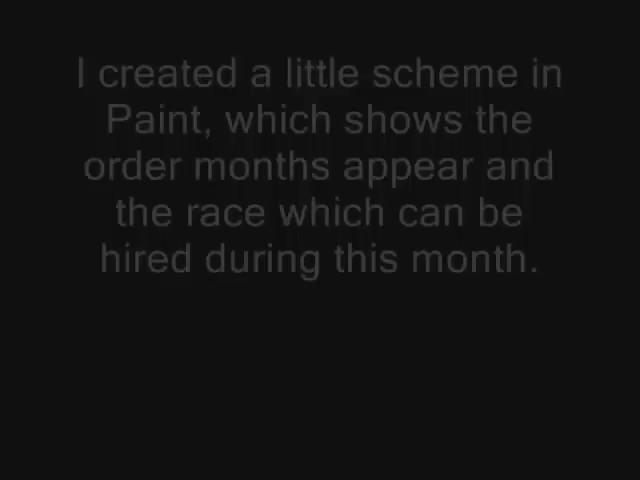 I created a little scheme in
Paint, which shows the
order months appear and
the race which can be
hired during this month.